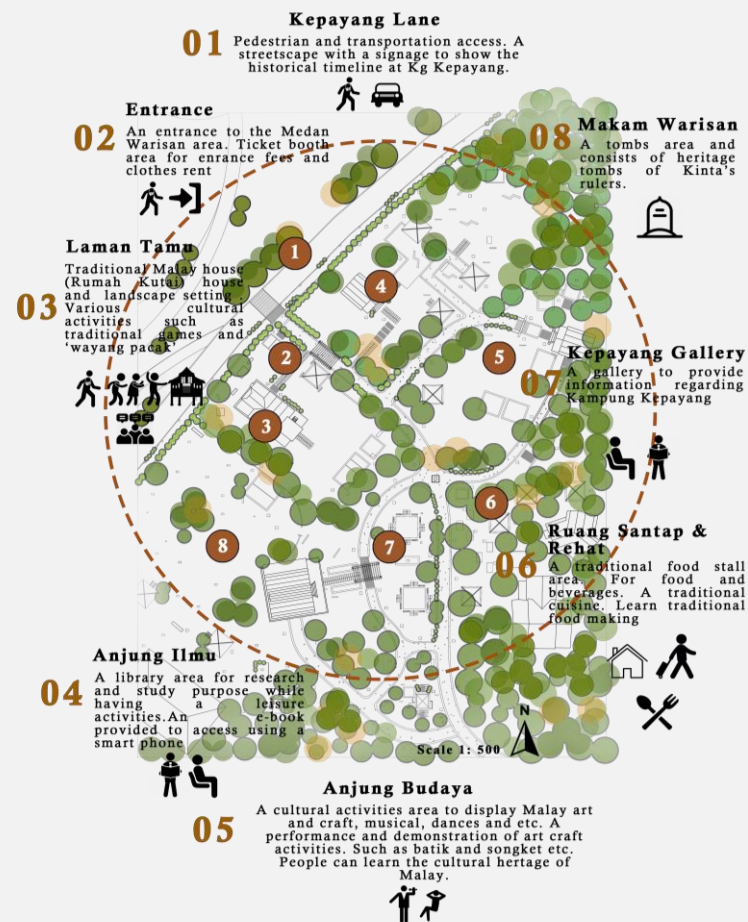 Kepayang Lane
01
Pedestrian and transportation access. A
streetscape with a signage to show the
historical timeline at Kg Kepayang.
Entrance
02
An entrance to the Medan
Warisan area. Ticket booth
area for enrance fees and
clothes rent
08
Makam Warisan
A tombs area and
consists of heritage
tombs of Kinta's
rulers.
Laman Tamu
03
Traditional Malay house
(Rumah Kutai) house
and landscape setting.
Various cultural
activities such as
traditional games and
'wayang pacak'
1
4
2
5
3
6
8
7
Kepayang Gallery
07
A gallery to provide
information regarding
Kampung Kepayang
Ruang Santap &
Rehat
06
A traditional food stall
area. For food and
beverages. A traditional
cuisine. Learn traditional
food making
Anjung Ilmu
04
A library area for research
and study purpose while
having a leisure
activities.An e-book
provided to access using a
smart phone
N
Scale 1: 500
Anjung Budaya
05
A cultural activities area to display Malay art
and craft, musical, dances and etc. A
performance and demonstration of art craft
activities. Such as batik and songket etc.
People can learn the cultural hertage of
Malay.